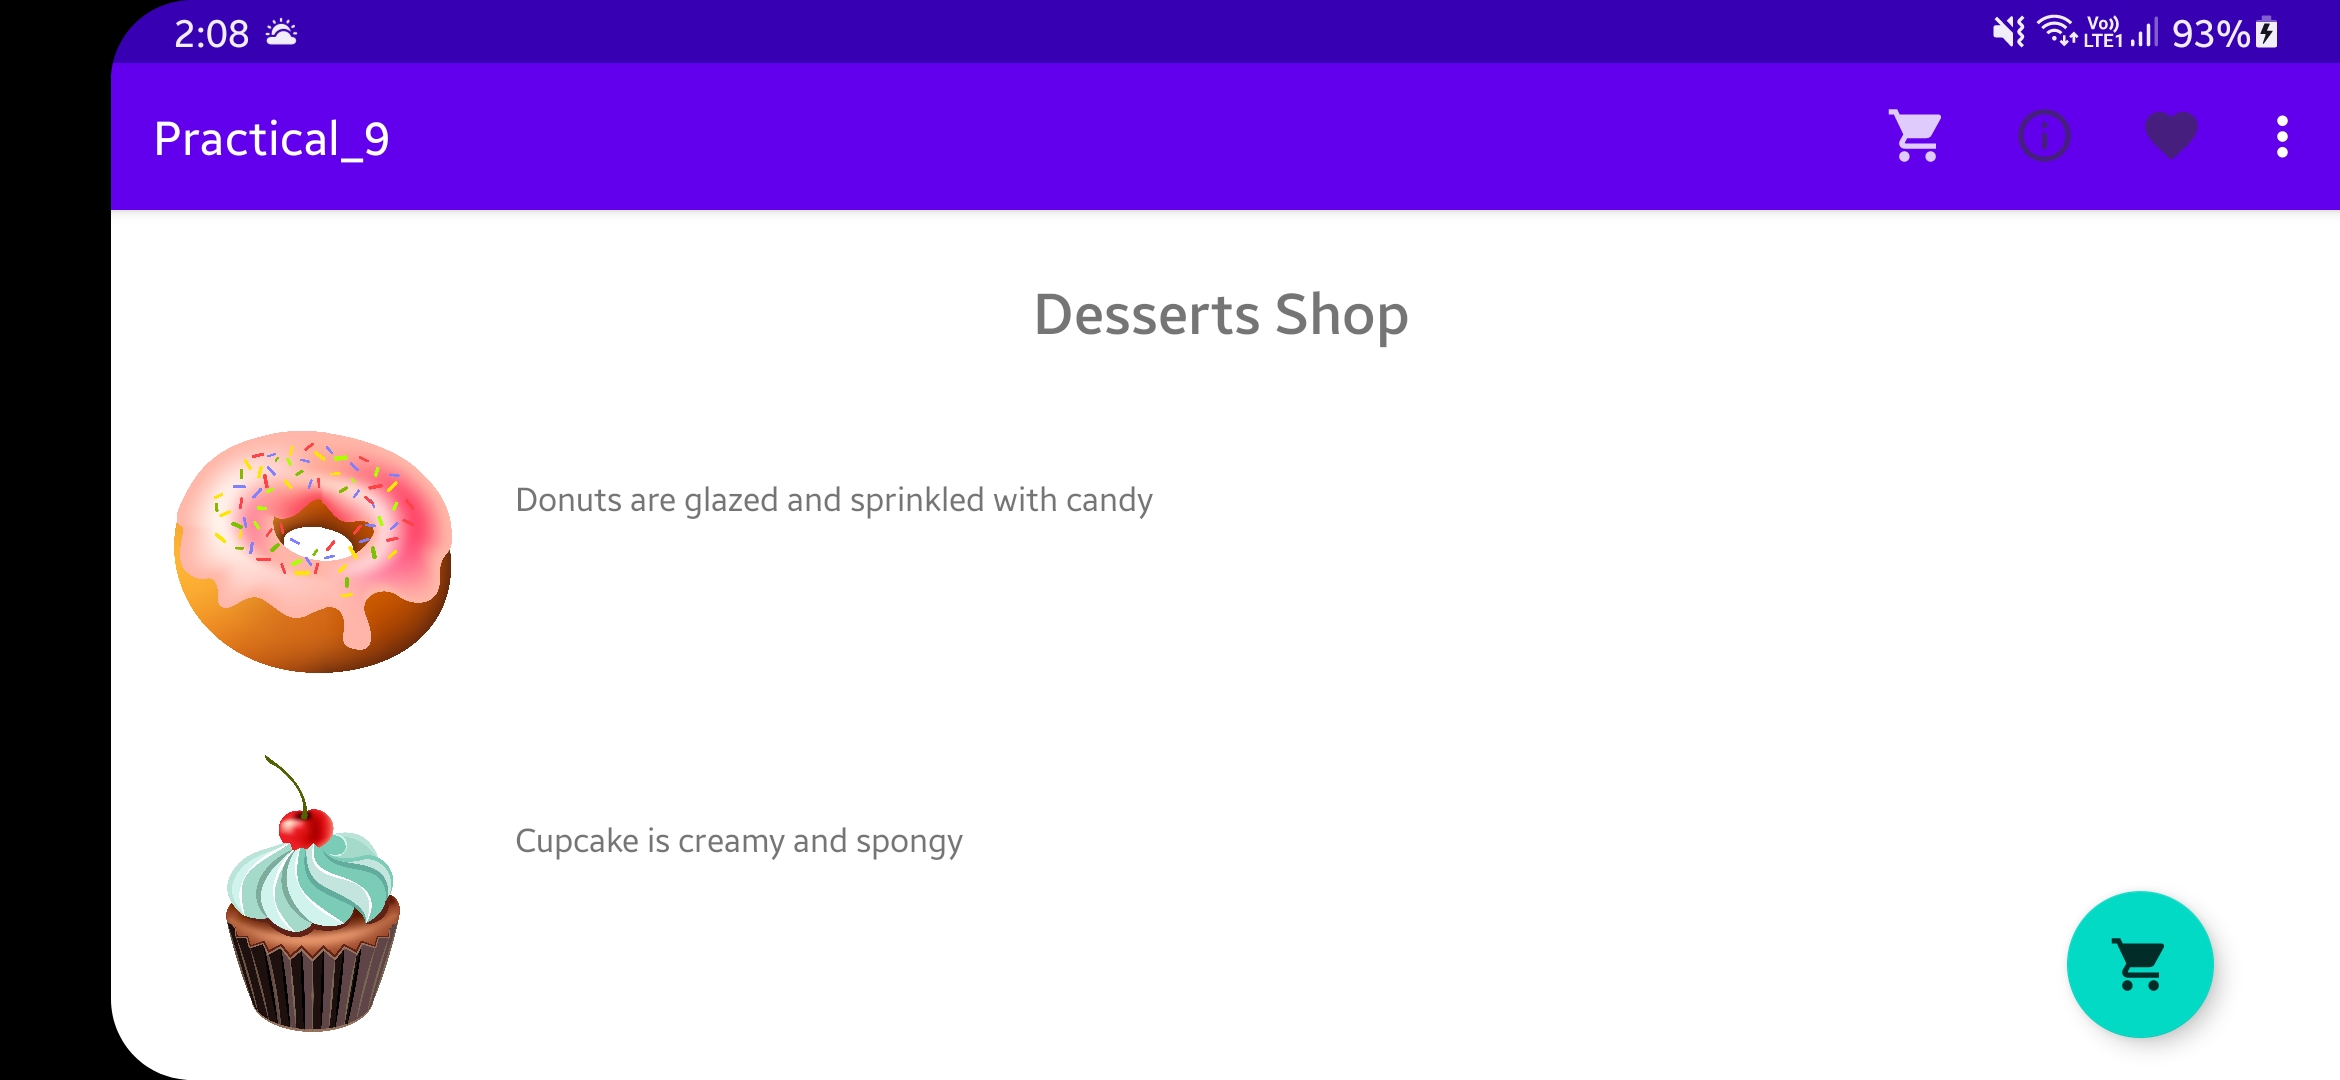 2:08
Vo)) LTE1 93%
Practical_9
Desserts Shop
Donuts are glazed and sprinkled with candy
Cupcake is creamy and spongy